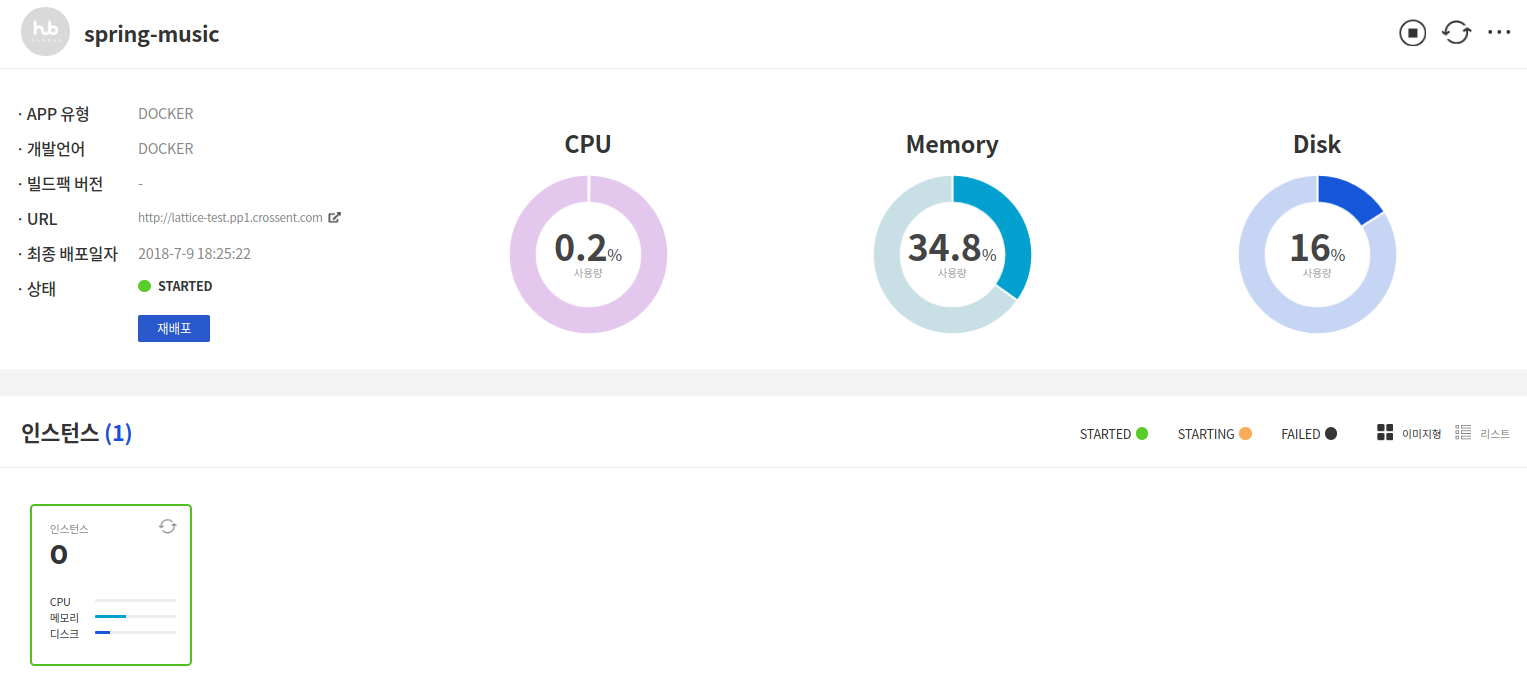 hub
spring-music
· APP 유형 DOCKER
· 개발언어 DOCKER
· 빌드팩 버전 -
· URL http://lattice-test.pp1.crossent.com
· 최종 배포일자 2018-7-9 18:25:22
· 상태 STARTED
재배포
CPU
0.2%
사용량
Memory
34.8%
사용량
Disk
16%
사용량
인스턴스 (1)
STARTED STARTING FAILED 이미지형 리스트
인스턴스
0
CPU
메모리
디스크